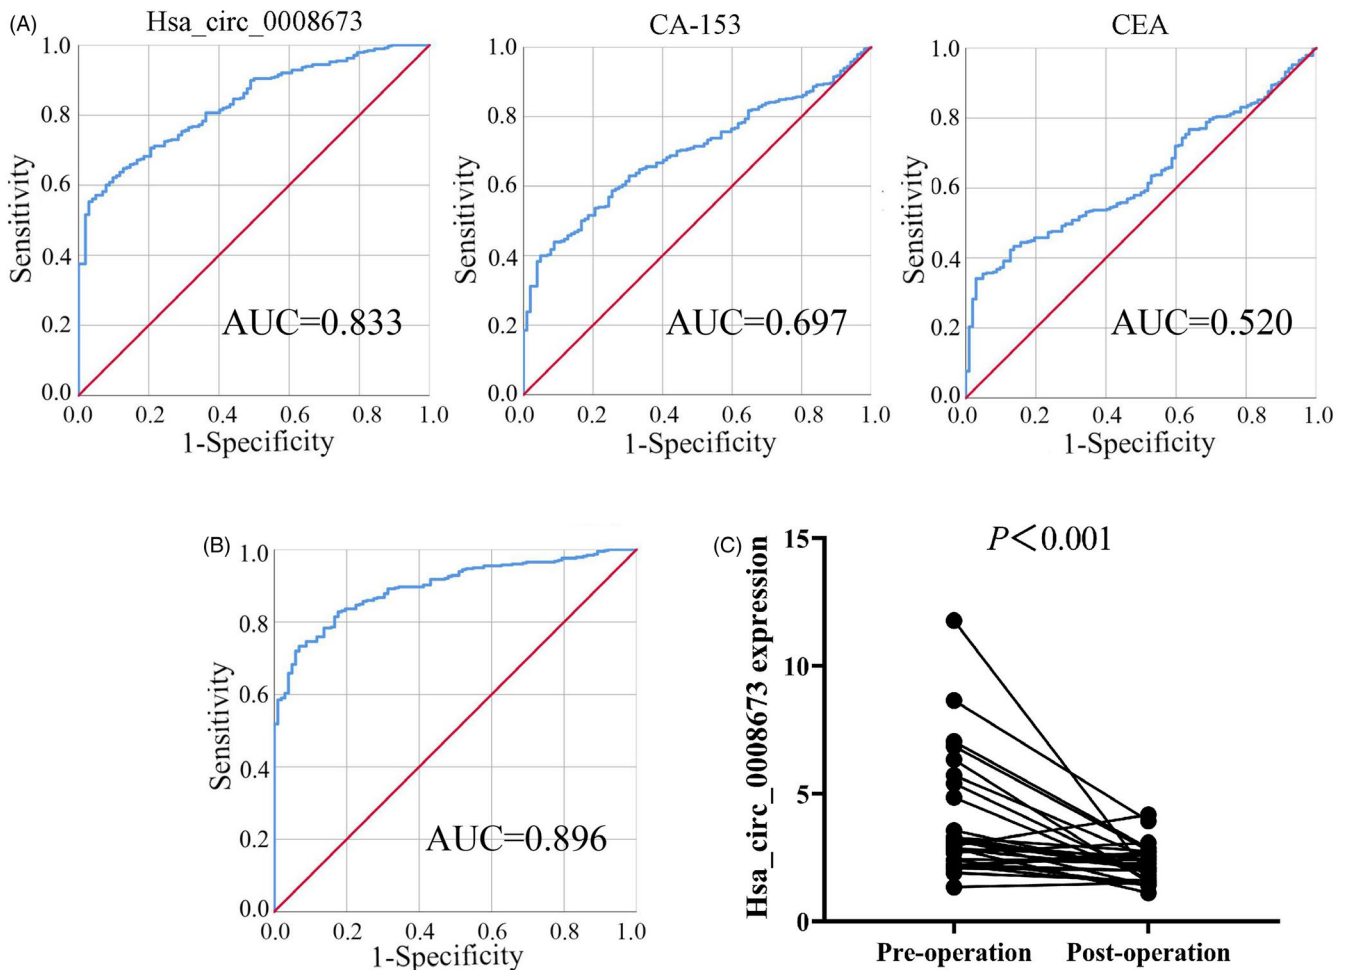 (A)
Hsa_circ_0008673
1.0
0.8
0.6
0.4
0.2
0.0
Sensitivity
AUC=0.833
0.0 0.2 0.4 0.6 0.8 1.0
1-Specificity
CA-153
1.0
0.8
0.6
0.4
0.2
0.0
Sensitivity
AUC=0.697
0.0 0.2 0.4 0.6 0.8 1.0
1-Specificity
CEA
1.0
0.8
0.6
0.4
0.2
0.0
Sensitivity
AUC=0.520
0.0 0.2 0.4 0.6 0.8 1.0
1-Specificity
(B)
1.0
0.8
0.6
0.4
0.2
0.0
Sensitivity
AUC=0.896
0.0 0.2 0.4 0.6 0.8 1.0
1-Specificity
(C)
P<0.001
Hsa_circ_0008673 expression
15
10
5
0
Pre-operation Post-operation